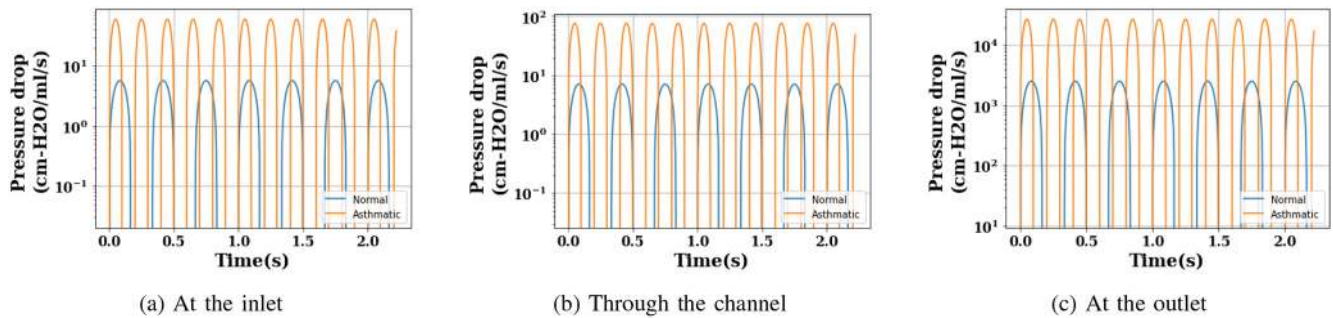 Pressure drop
(cm-H2O/ml/s)
10¹
10⁰
10⁻¹
0.0 0.5 1.0 1.5 2.0
Time(s)
Normal
Asthmatic
(a) At the inlet
Pressure drop
(cm-H2O/ml/s)
10²
10¹
10⁰
10⁻¹
0.0 0.5 1.0 1.5 2.0
Time(s)
Normal
Asthmatic
(b) Through the channel
Pressure drop
(cm-H2O/ml/s)
10⁴
10³
10²
10¹
0.0 0.5 1.0 1.5 2.0
Time(s)
Normal
Asthmatic
(c) At the outlet